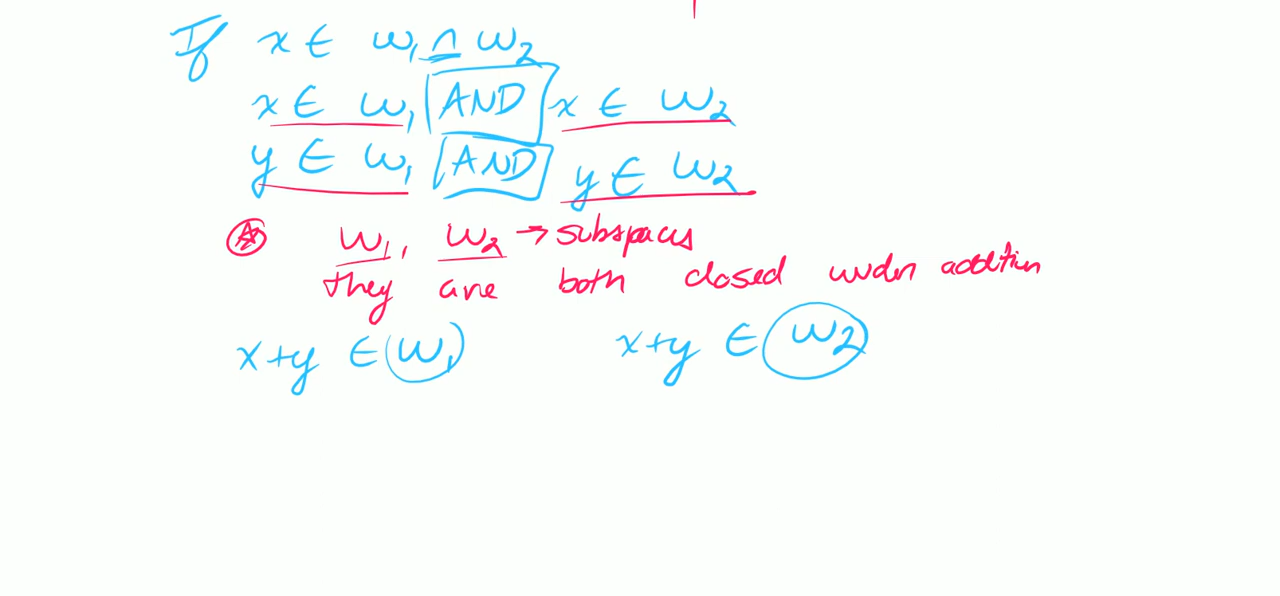 If x ∈ W₁ ∩ W₂
x ∈ W₁ AND x ∈ W₂
y ∈ W₁ AND y ∈ W₂
W₁, W₂ → subspaces
they are both closed under addition
x+y ∈ W₁ x+y ∈ W₂